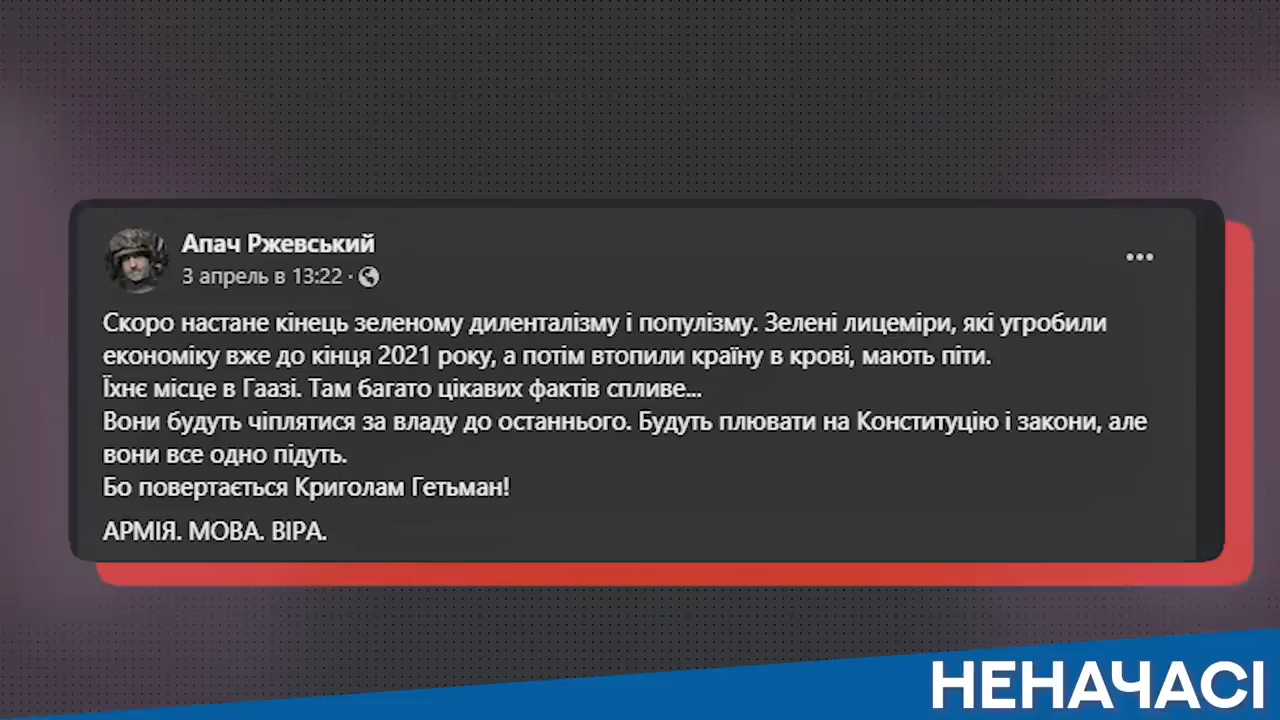 Апач Ржевський
3 апрель в 13:22 ·
Скоро настане кінець зеленому диленталізму і популізму. Зелені лицеміри, які угробили
економіку вже до кінця 2021 року, а потім втопили країну в крові, мають піти.
Їхнє місце в Гаазі. Там багато цікавих фактів спливе...
Вони будуть чіплятися за владу до останнього. Будуть плювати на Конституцію і закони, але
вони все одно підуть.
Бо повертається Криголам Гетьман!
АРМІЯ. МОВА. ВІРА.
НЕНАЧАСІ